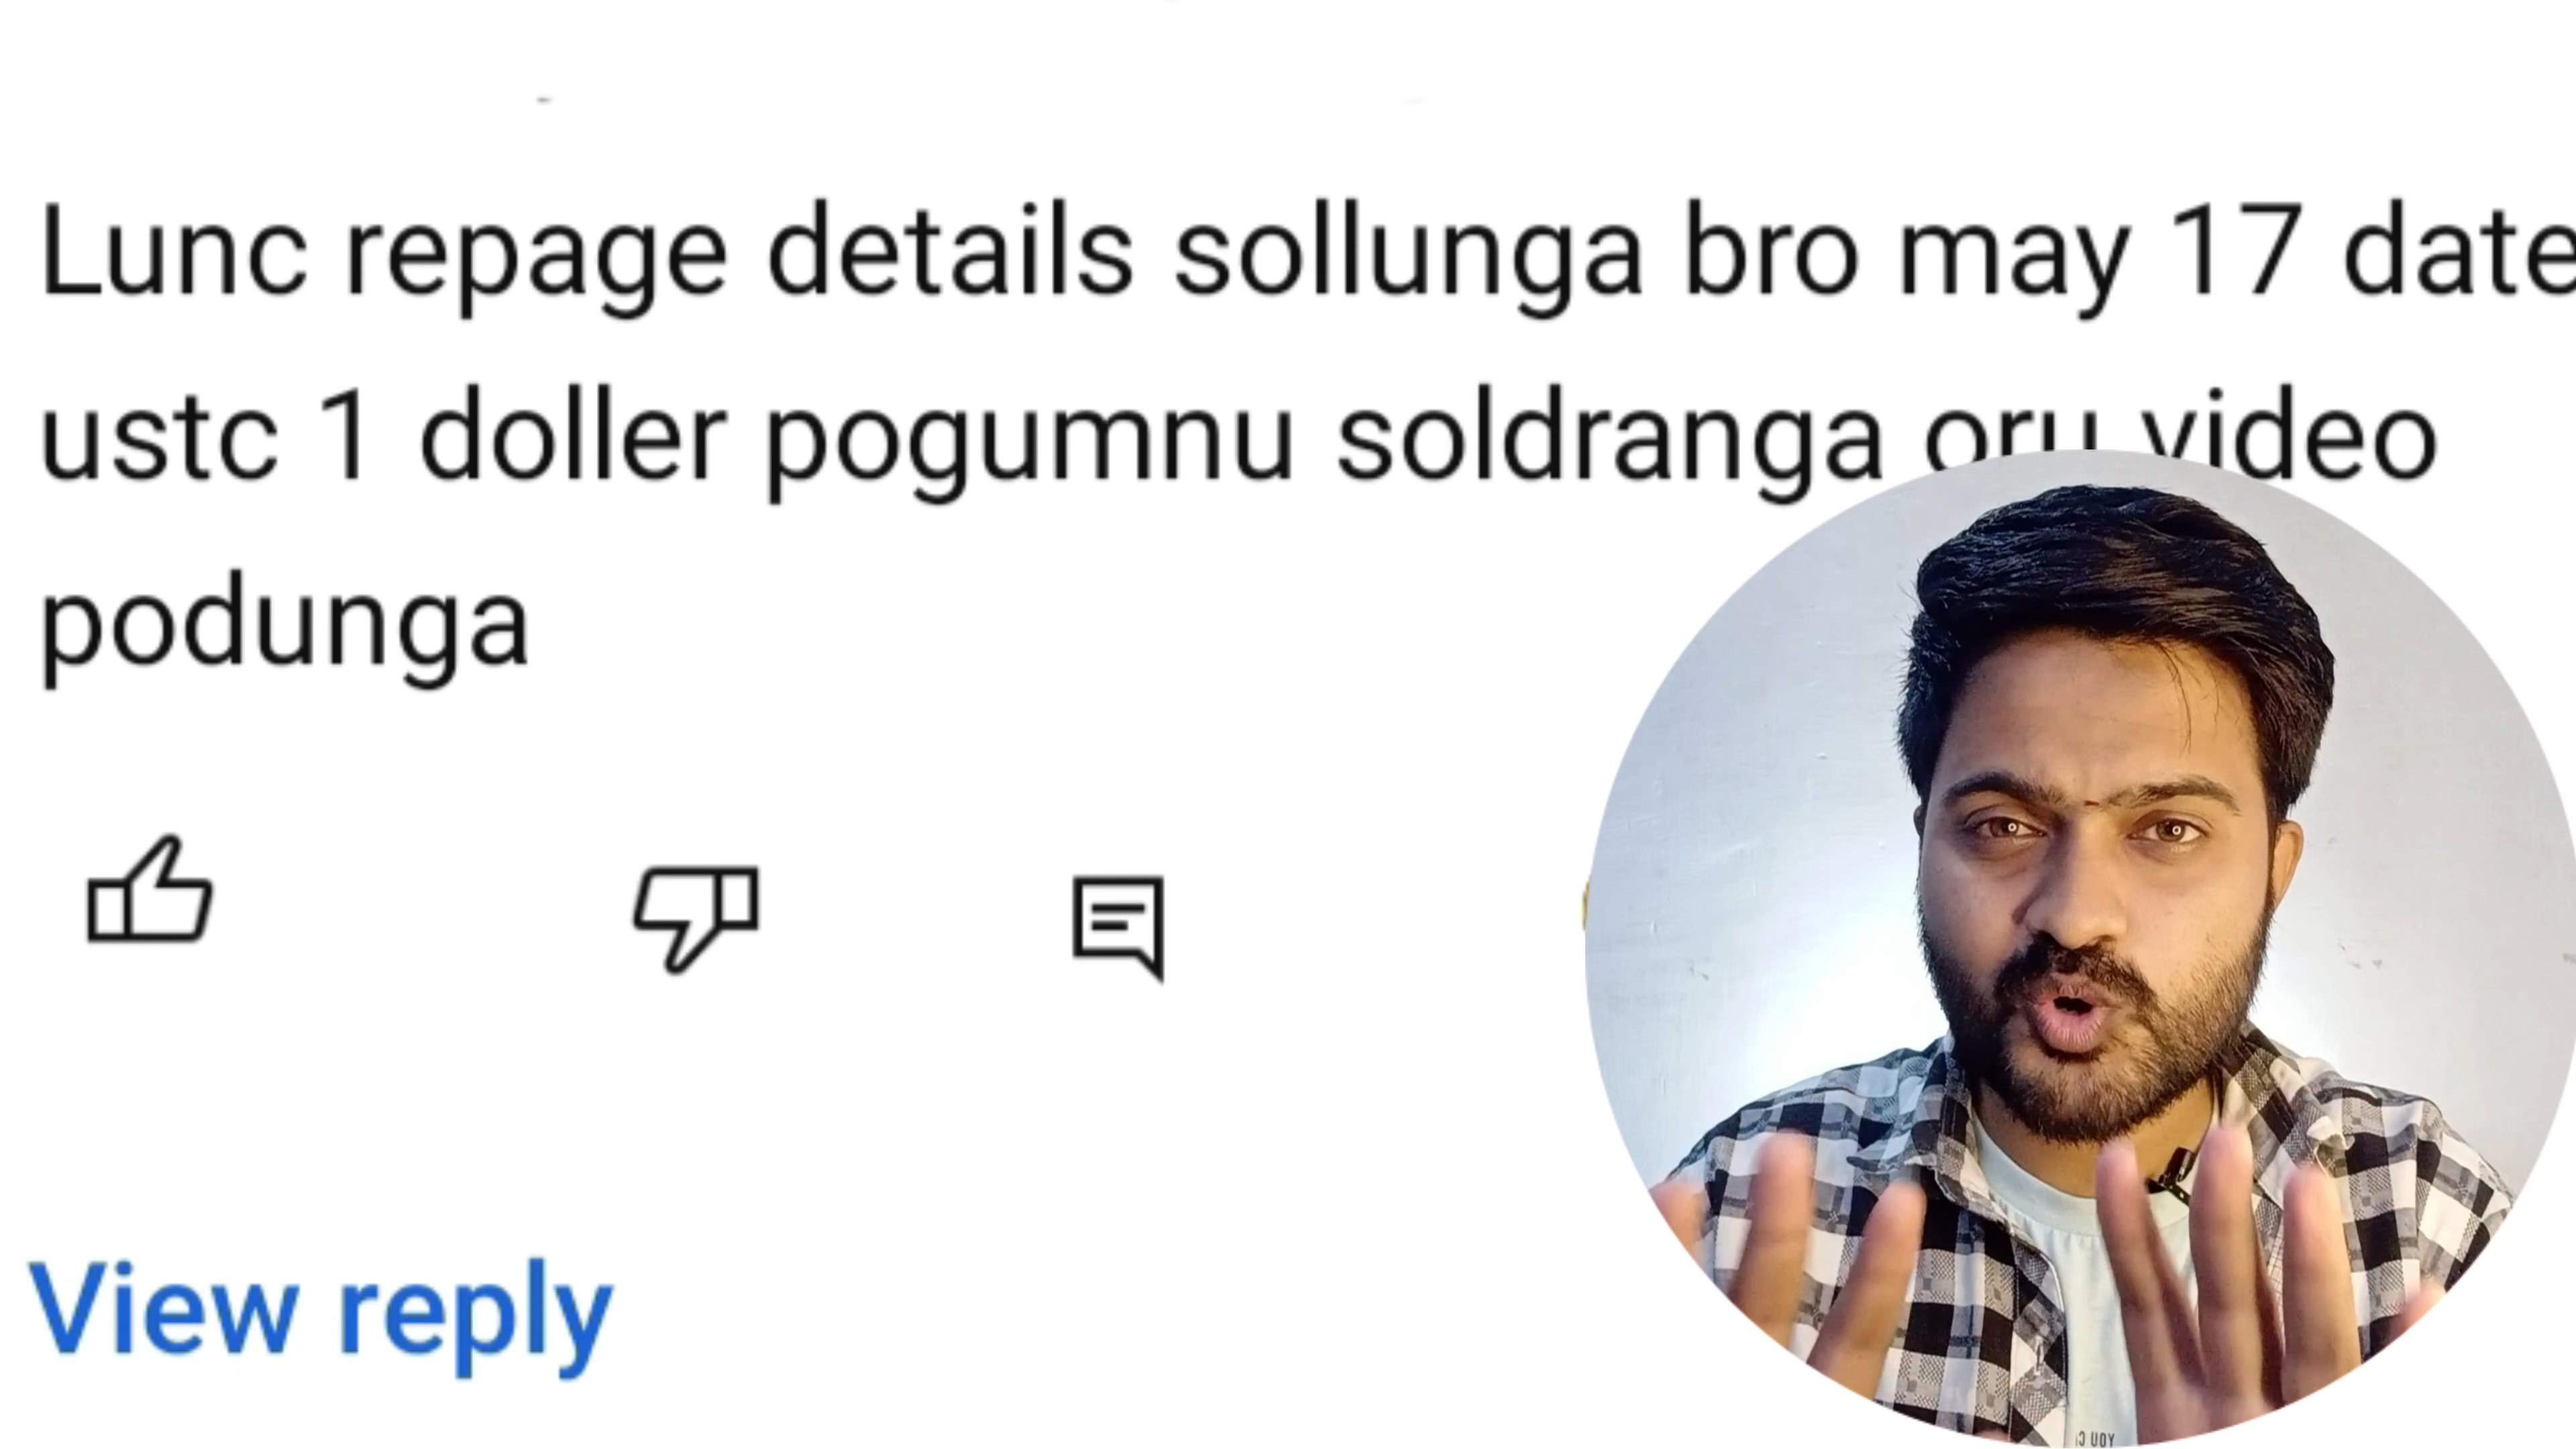 Lunc repage details sollunga bro may 17 date
ustc 1 doller pogumnu soldranga oru video
podunga
View reply